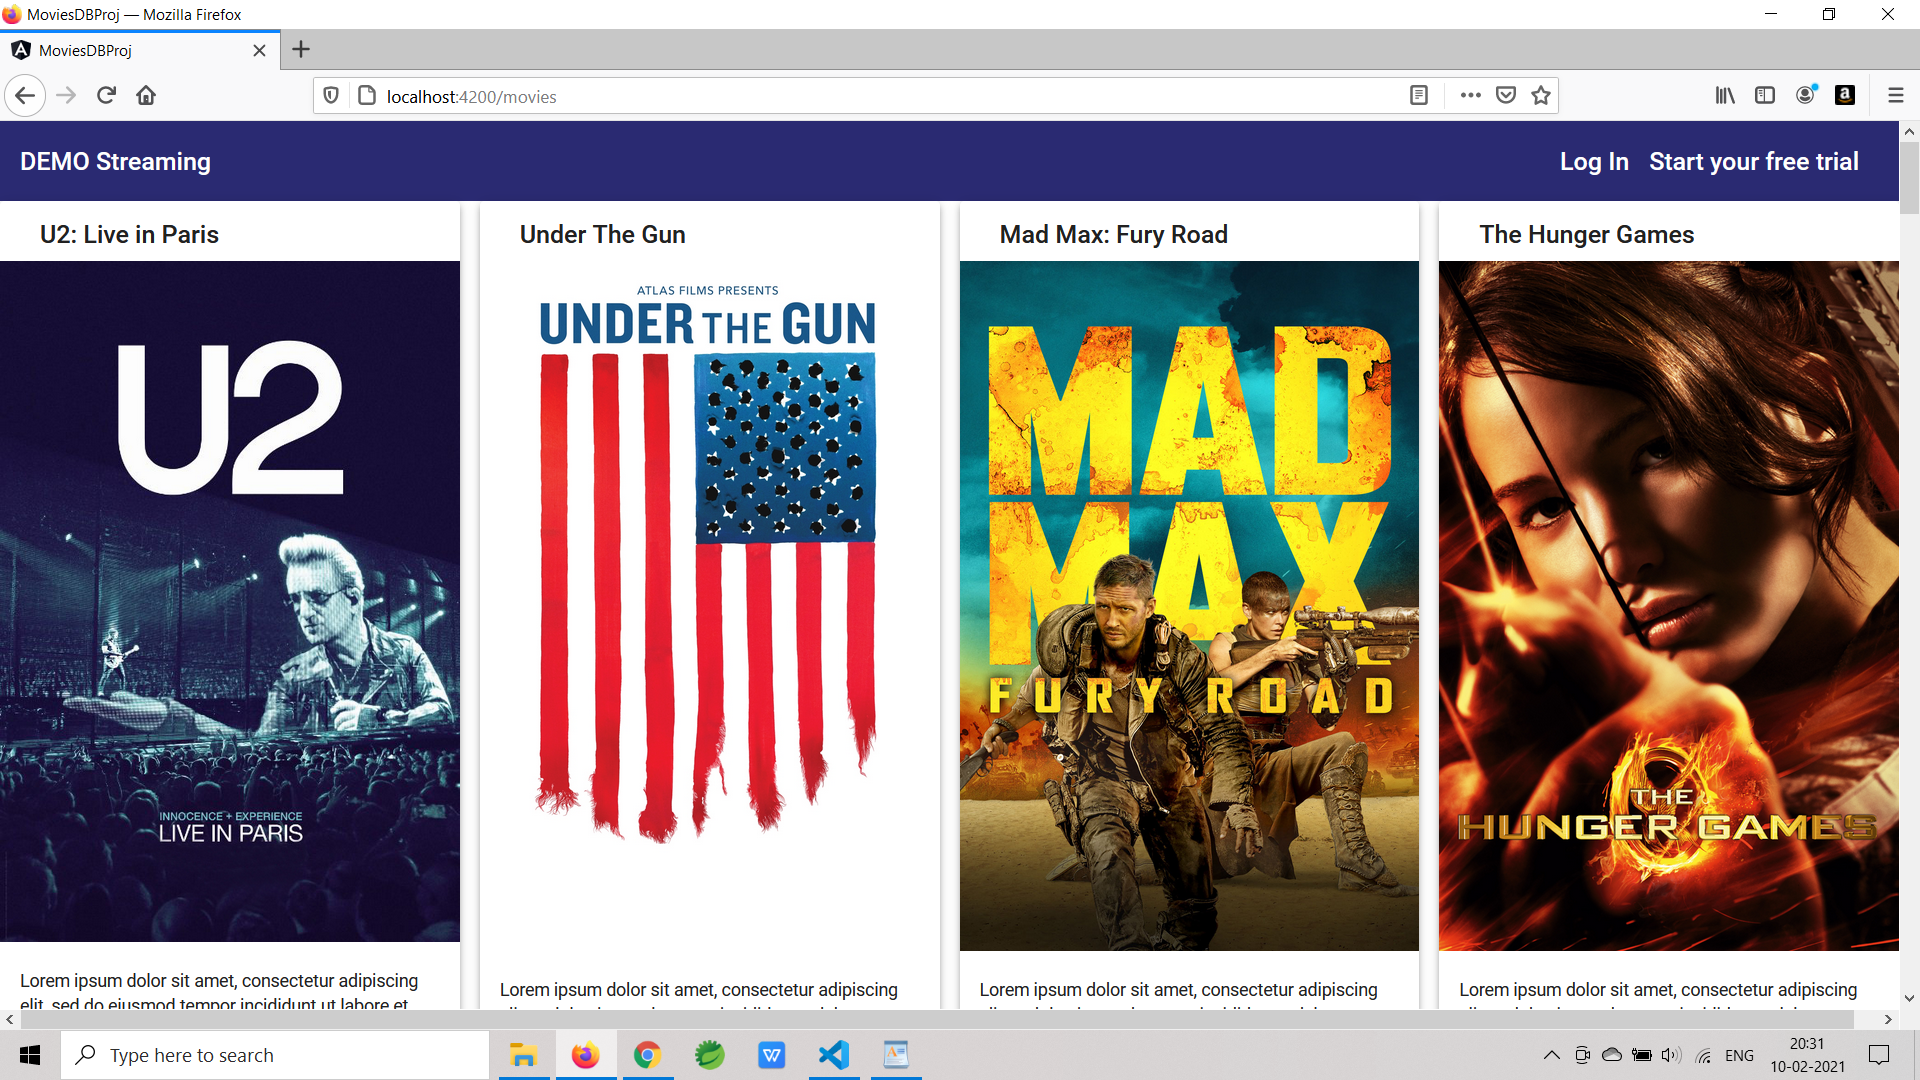 MoviesDBProj — Mozilla Firefox
MoviesDBProj
localhost:4200/movies
DEMO Streaming
Log In Start your free trial
U2: Live in Paris
Under The Gun
Mad Max: Fury Road
The Hunger Games
U2
INNOCENCE + EXPERIENCE
LIVE IN PARIS
ATLAS FILMS PRESENTS
UNDER THE GUN
MAD
MAX
FURY ROAD
THE
HUNGER GAMES
Lorem ipsum dolor sit amet, consectetur adipiscing
elit, sed do eiusmod tempor incididunt ut labore et
Lorem ipsum dolor sit amet, consectetur adipiscing
Lorem ipsum dolor sit amet, consectetur adipiscing
Lorem ipsum dolor sit amet, consectetur adipiscing
Type here to search
ENG
20:31
10-02-2021